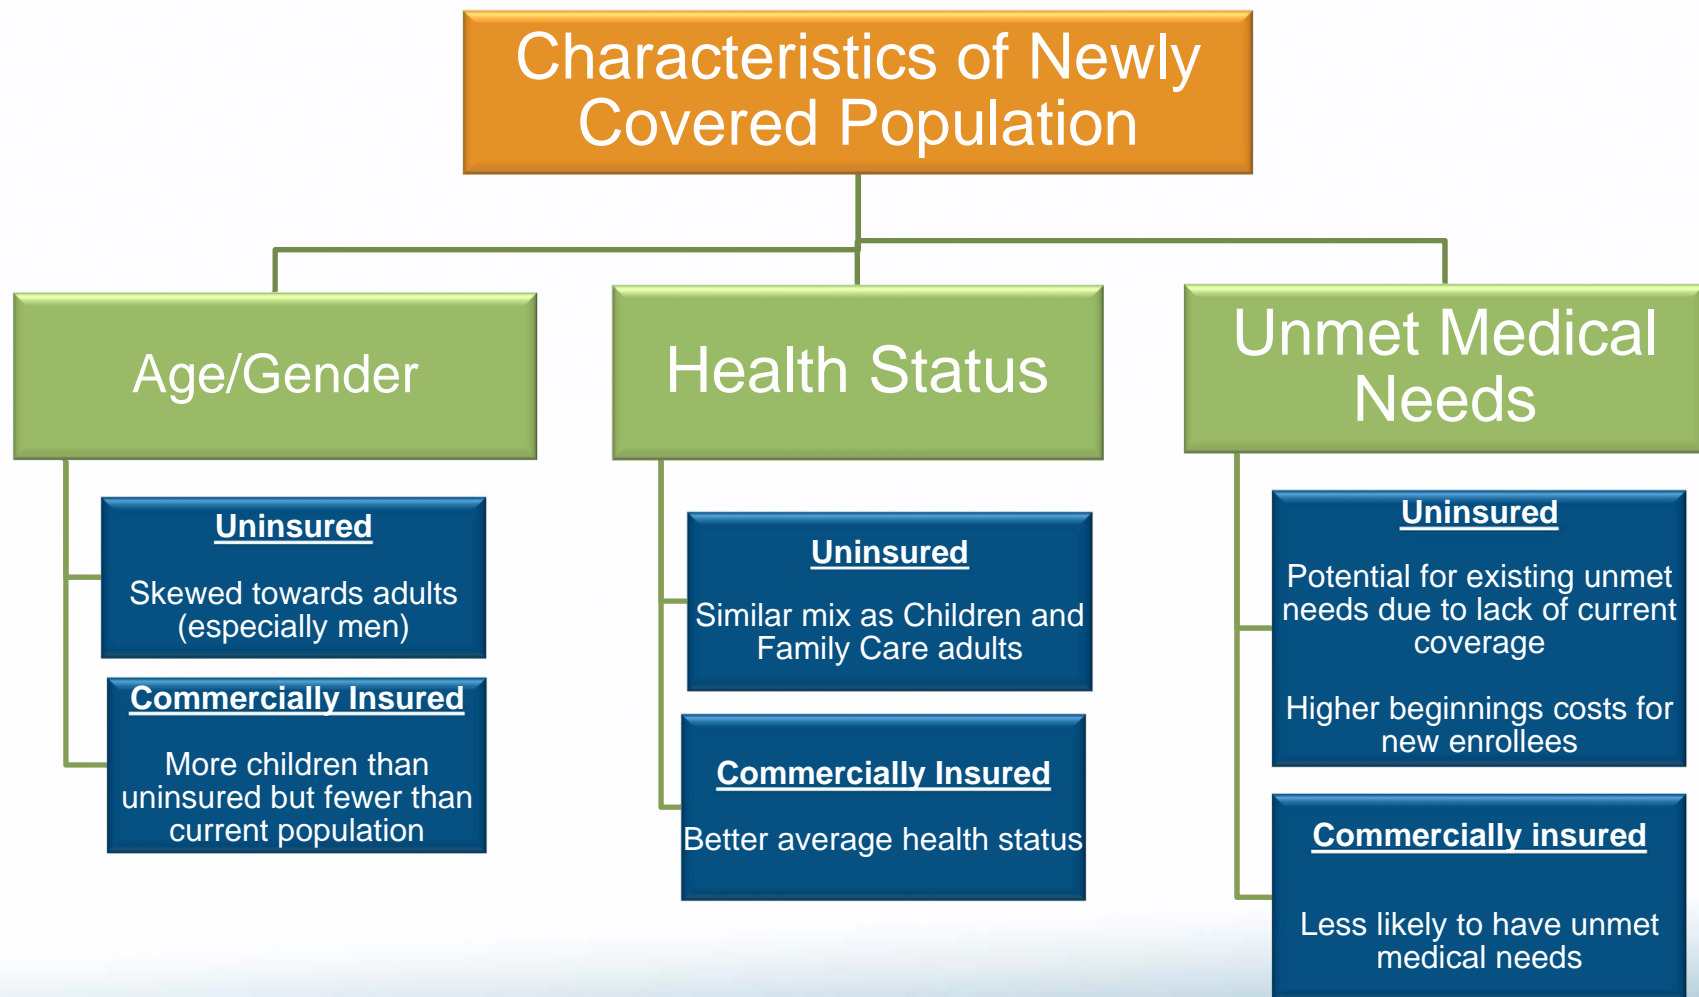 Characteristics of Newly
Covered Population
Age/Gender
Uninsured
Skewed towards adults
(especially men)
Commercially Insured
More children than
uninsured but fewer than
current population
Health Status
Uninsured
Similar mix as Children and
Family Care adults
Commercially Insured
Better average health status
Unmet Medical
Needs
Uninsured
Potential for existing unmet
needs due to lack of current
coverage
Higher beginnings costs for
new enrollees
Commercially insured
Less likely to have unmet
medical needs